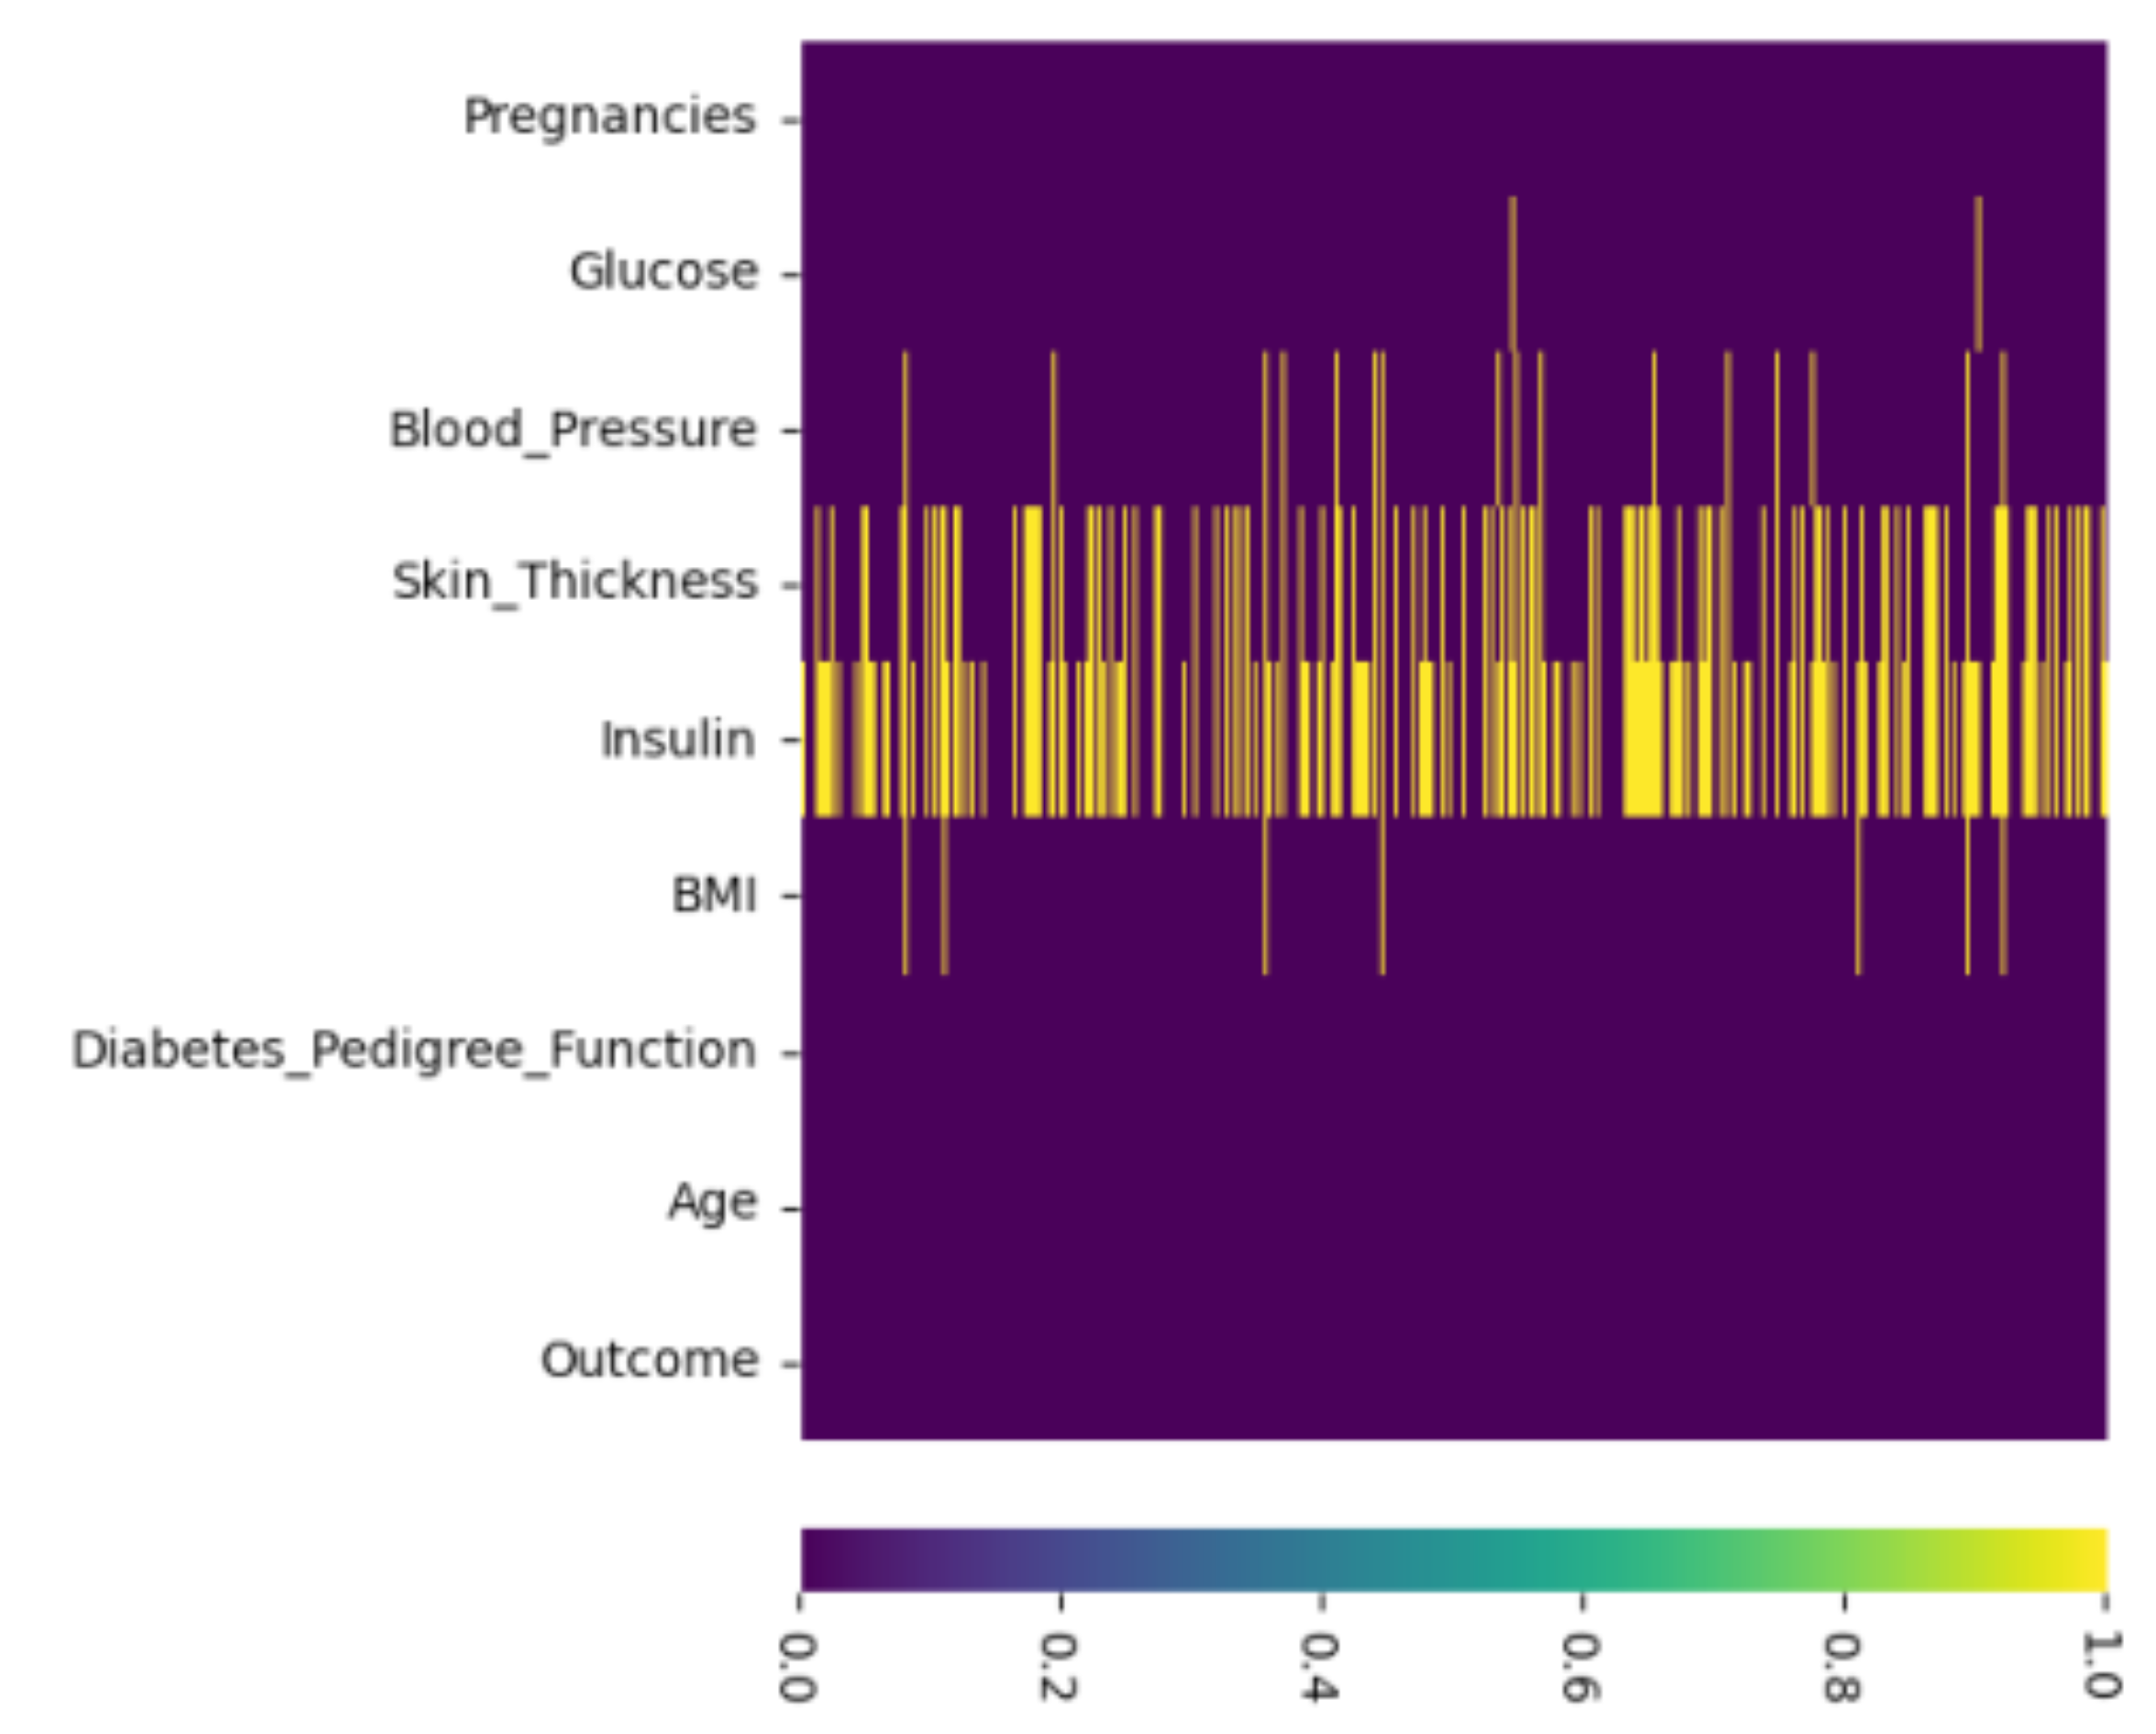 Pregnancies
Glucose
Blood_Pressure
Skin_Thickness
Insulin
BMI
Diabetes_Pedigree_Function
Age
Outcome
0.0
0.2
0.4
0.6
0.8
1.0